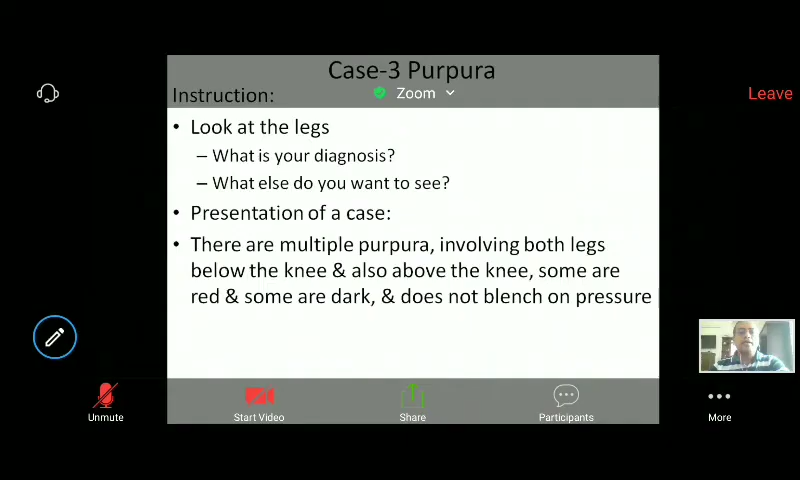 Case-3 Purpura
Instruction:
Zoom
Leave
• Look at the legs
– What is your diagnosis?
– What else do you want to see?
• Presentation of a case:
• There are multiple purpura, involving both legs
below the knee & also above the knee, some are
red & some are dark, & does not blench on pressure
Unmute
Start Video
Share
Participants
More